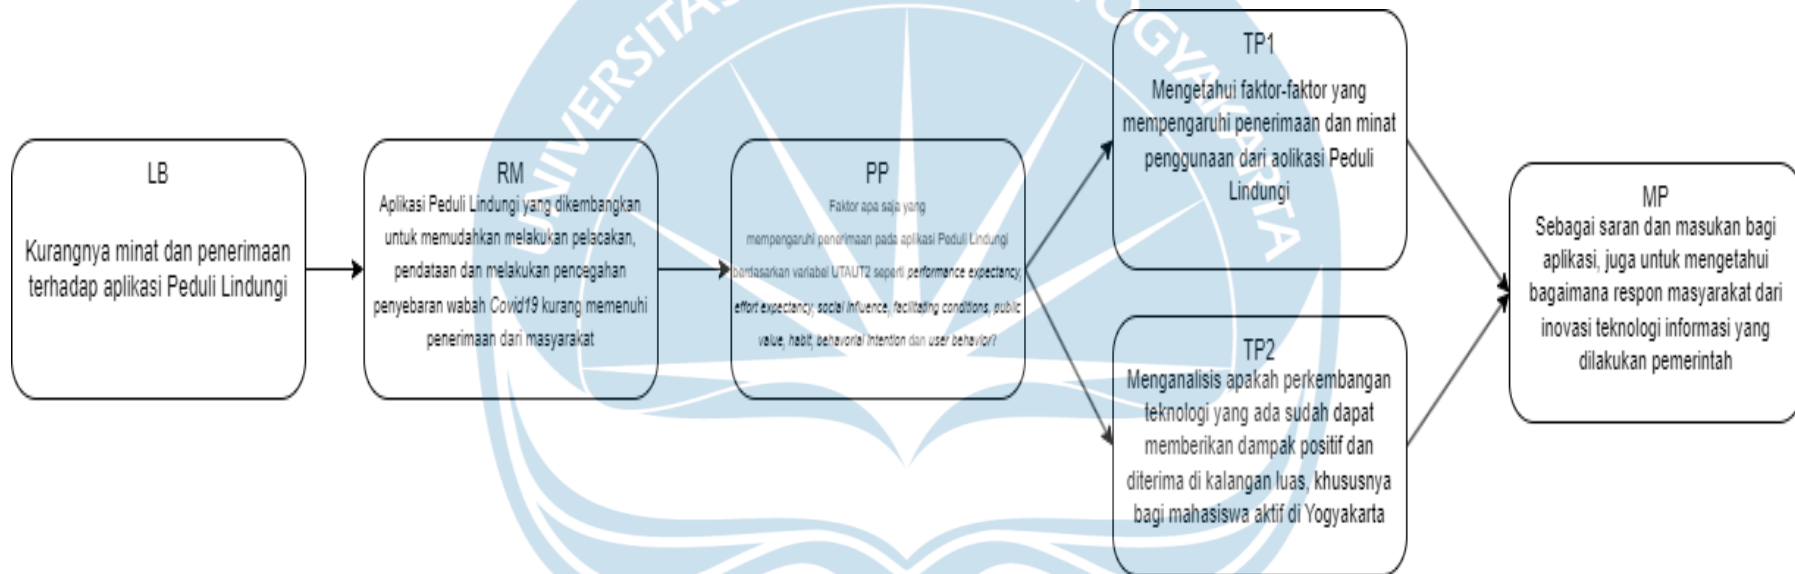 UNIVERSITAS
YOGYAKARTA
LB
Kurangnya minat dan penerimaan
terhadap aplikasi Peduli Lindungi
RM
Aplikasi Peduli Lindungi yang dikembangkan
untuk memudahkan melakukan pelacakan,
pendataan dan melakukan pencegahan
penyebaran wabah Covid19 kurang memenuhi
penerimaan dari masyarakat
PP
Faktor apa saja yang
mempengaruhi penerimaan pada aplikasi Peduli Lindungi
berdasarkan variabel UTAUT2 seperti performance expectancy,
effort expectancy, social influence, facilitating conditions, public
value, habit, behavorial intention dan user behavior?
TP1
Mengetahui faktor-faktor yang
mempengaruhi penerimaan dan minat
penggunaan dari aolikasi Peduli
Lindungi
TP2
Menganalisis apakah perkembangan
teknologi yang ada sudah dapat
memberikan dampak positif dan
diterima di kalangan luas, khususnya
bagi mahasiswa aktif di Yogyakarta
MP
Sebagai saran dan masukan bagi
aplikasi, juga untuk mengetahui
bagaimana respon masyarakat dari
inovasi teknologi informasi yang
dilakukan pemerintah